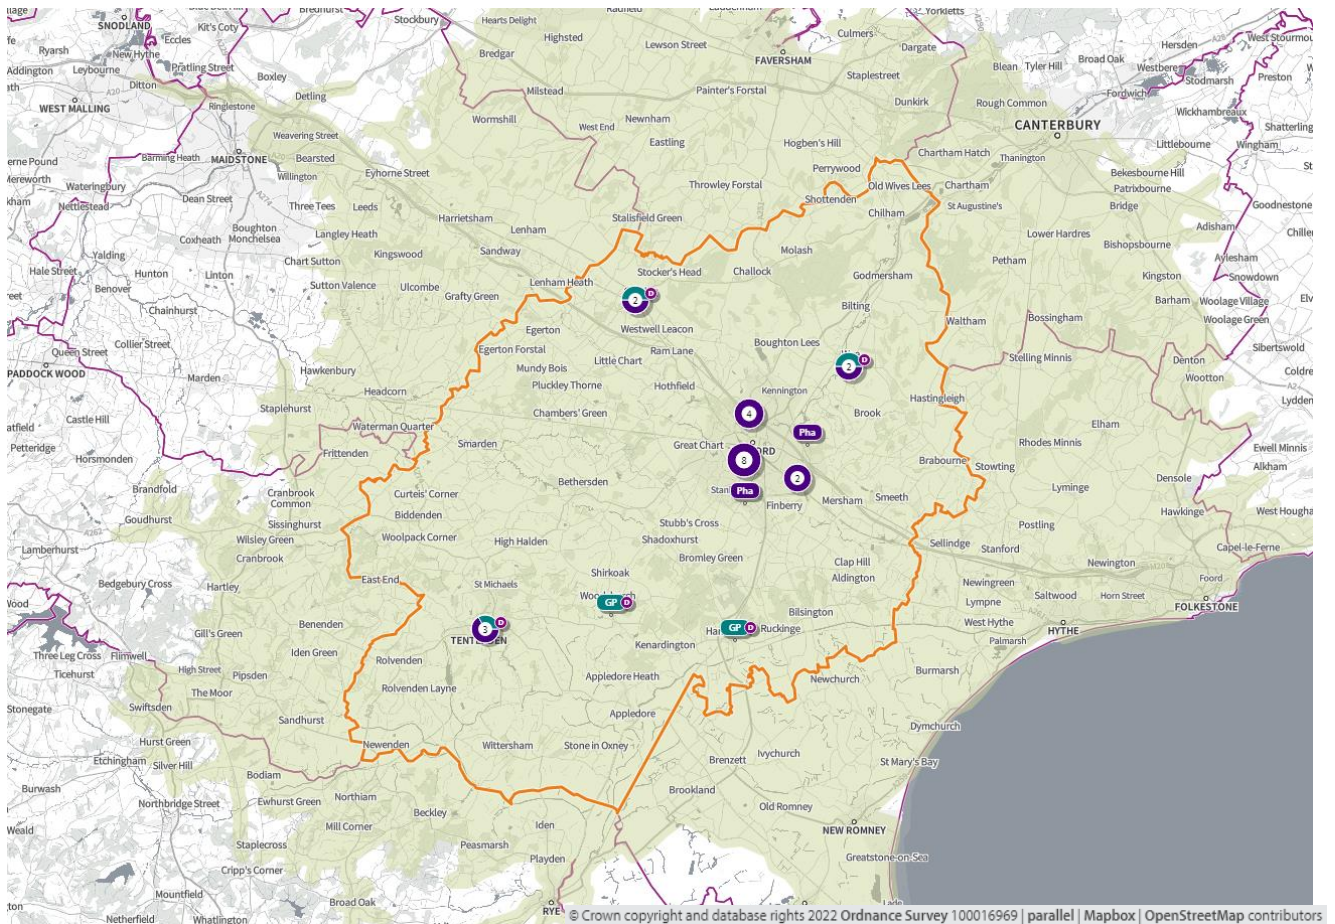 SNODLAND
Eccles
Kit's Coty
Bredhurst
Stockbury
Hearts Delight
Radfield
Luddenham
Yorkletts
Culmers
Dargate
West Stourmou
Hersden
Highsted
Lewson Street
FAVERSHAM
Ryarsh
New Hythe
Bredgar
Blean
Tyler Hill
Broad Oak
Westbere
Preston
Addington
Leybourne
Pratling Street
Boxley
Staplestreet
Stodmarsh
Ditton
Detling
Milstead
Painter's Forstal
Dunkirk
Rough Common
Fordwich
WEST MALLING
Ringlestone
Wormshill
Newnham
CANTERBURY
Wickhambreaux
West End
Weavering Street
Eastling
Hogben's Hill
Littlebourne
Wingham
Barming Heath
MAIDSTONE
Bearsted
Chartham Hatch
Thanington
Willington
Eyhorne Street
Perrywood
Bekesbourne Hill
Wateringbury
Throwley Forstal
Old Wives Lees
Chartham
Patrixbourne
Dean Street
Three Tees
Leeds
Shottenden
St Augustine's
Bridge
Goodnestone
Nettlestead
Harrietsham
Stalisfield Green
Chilham
Adisham
Boughton
Monchelsea
Langley Heath
Lenham
Lower Hardres
Coxheath
Sandway
Molash
Bishopsbourne
Yalding
Chart Sutton
Kingswood
Petham
Aylesham
Hale Street
Hunton
Linton
Stocker's Head
Challock
Godmersham
Kingston
Snowdown
Benover
Sutton Valence
Ulcombe
Grafty Green
Lenham Heath
Barham
Woolage Village
Chainhurst
2
D
Bilting
Waltham
Bossingham
Woolage Green
Egerton
Westwell Leacon
Queen Street
Collier Street
Egerton Forstal
Ram Lane
Boughton Lees
Sibertswold
PADDOCK WOOD
Hawkenbury
Mundy Bois
Little Chart
2
D
Stelling Minnis
Denton
Marden
Headcorn
Pluckley Thorne
Hothfield
Kennington
Wootton
Lydden
Staplehurst
Chambers' Green
4
Brook
Hastingleigh
Castle Hill
Waterman Quarter
Pha
Elham
Petteridge
Smarden
Great Chart
Rhodes Minnis
Ewell Minnis
Horsmonden
Frittenden
8
Brabourne
Stowting
Alkham
Brandfold
Cranbrook
Common
Curteis' Corner
Bethersden
2
Lyminge
Densole
Pha
Mersham
Smeeth
Goudhurst
Sissinghurst
Biddenden
Finberry
Hawkinge
West Hougha
Wilsley Green
Woolpack Corner
High Halden
Stubb's Cross
Postling
Lamberhurst
Cranbrook
Shadoxhurst
Sellindge
Stanford
Capel-le-Ferne
Bromley Green
Clap Hill
Newington
Bedgebury Cross
Hartley
East End
St Michaels
Shirkoak
Aldington
Newingreen
Foord
Saltwood
Horn Street
GP
D
Lympne
FOLKESTONE
Gill's Green
Benenden
3
D
Bilsington
West Hythe
HYTHE
Three Leg Cross
Flimwell
GP
D
Ruckinge
Palmarsh
Iden Green
Kenardington
Ticehurst
High Street
Pipsden
Rolvenden
Burmarsh
Stonegate
The Moor
Rolvenden Layne
Appledore Heath
Newchurch
Swiftsden
Sandhurst
Appledore
Dymchurch
Hurst Green
Newenden
Wittersham
Stone in Oxney
Ivychurch
Etchingham
Silver Hill
Brenzett
St Mary's Bay
Bodiam
Burwash
Northbridge Street
Ewhurst Green
Northiam
Brookland
Old Romney
Beckley
Mill Corner
Iden
NEW ROMNEY
Weald
Staplecross
Peasmarsh
Cripp's Corner
Playden
Greatstone-on-Sea
Mountfield
Broad Oak
RYE
Netherfield
Whatlington
© Crown copyright and database rights 2022 Ordnance Survey 100016969 | parallel | Mapbox | OpenStreetMap contributors